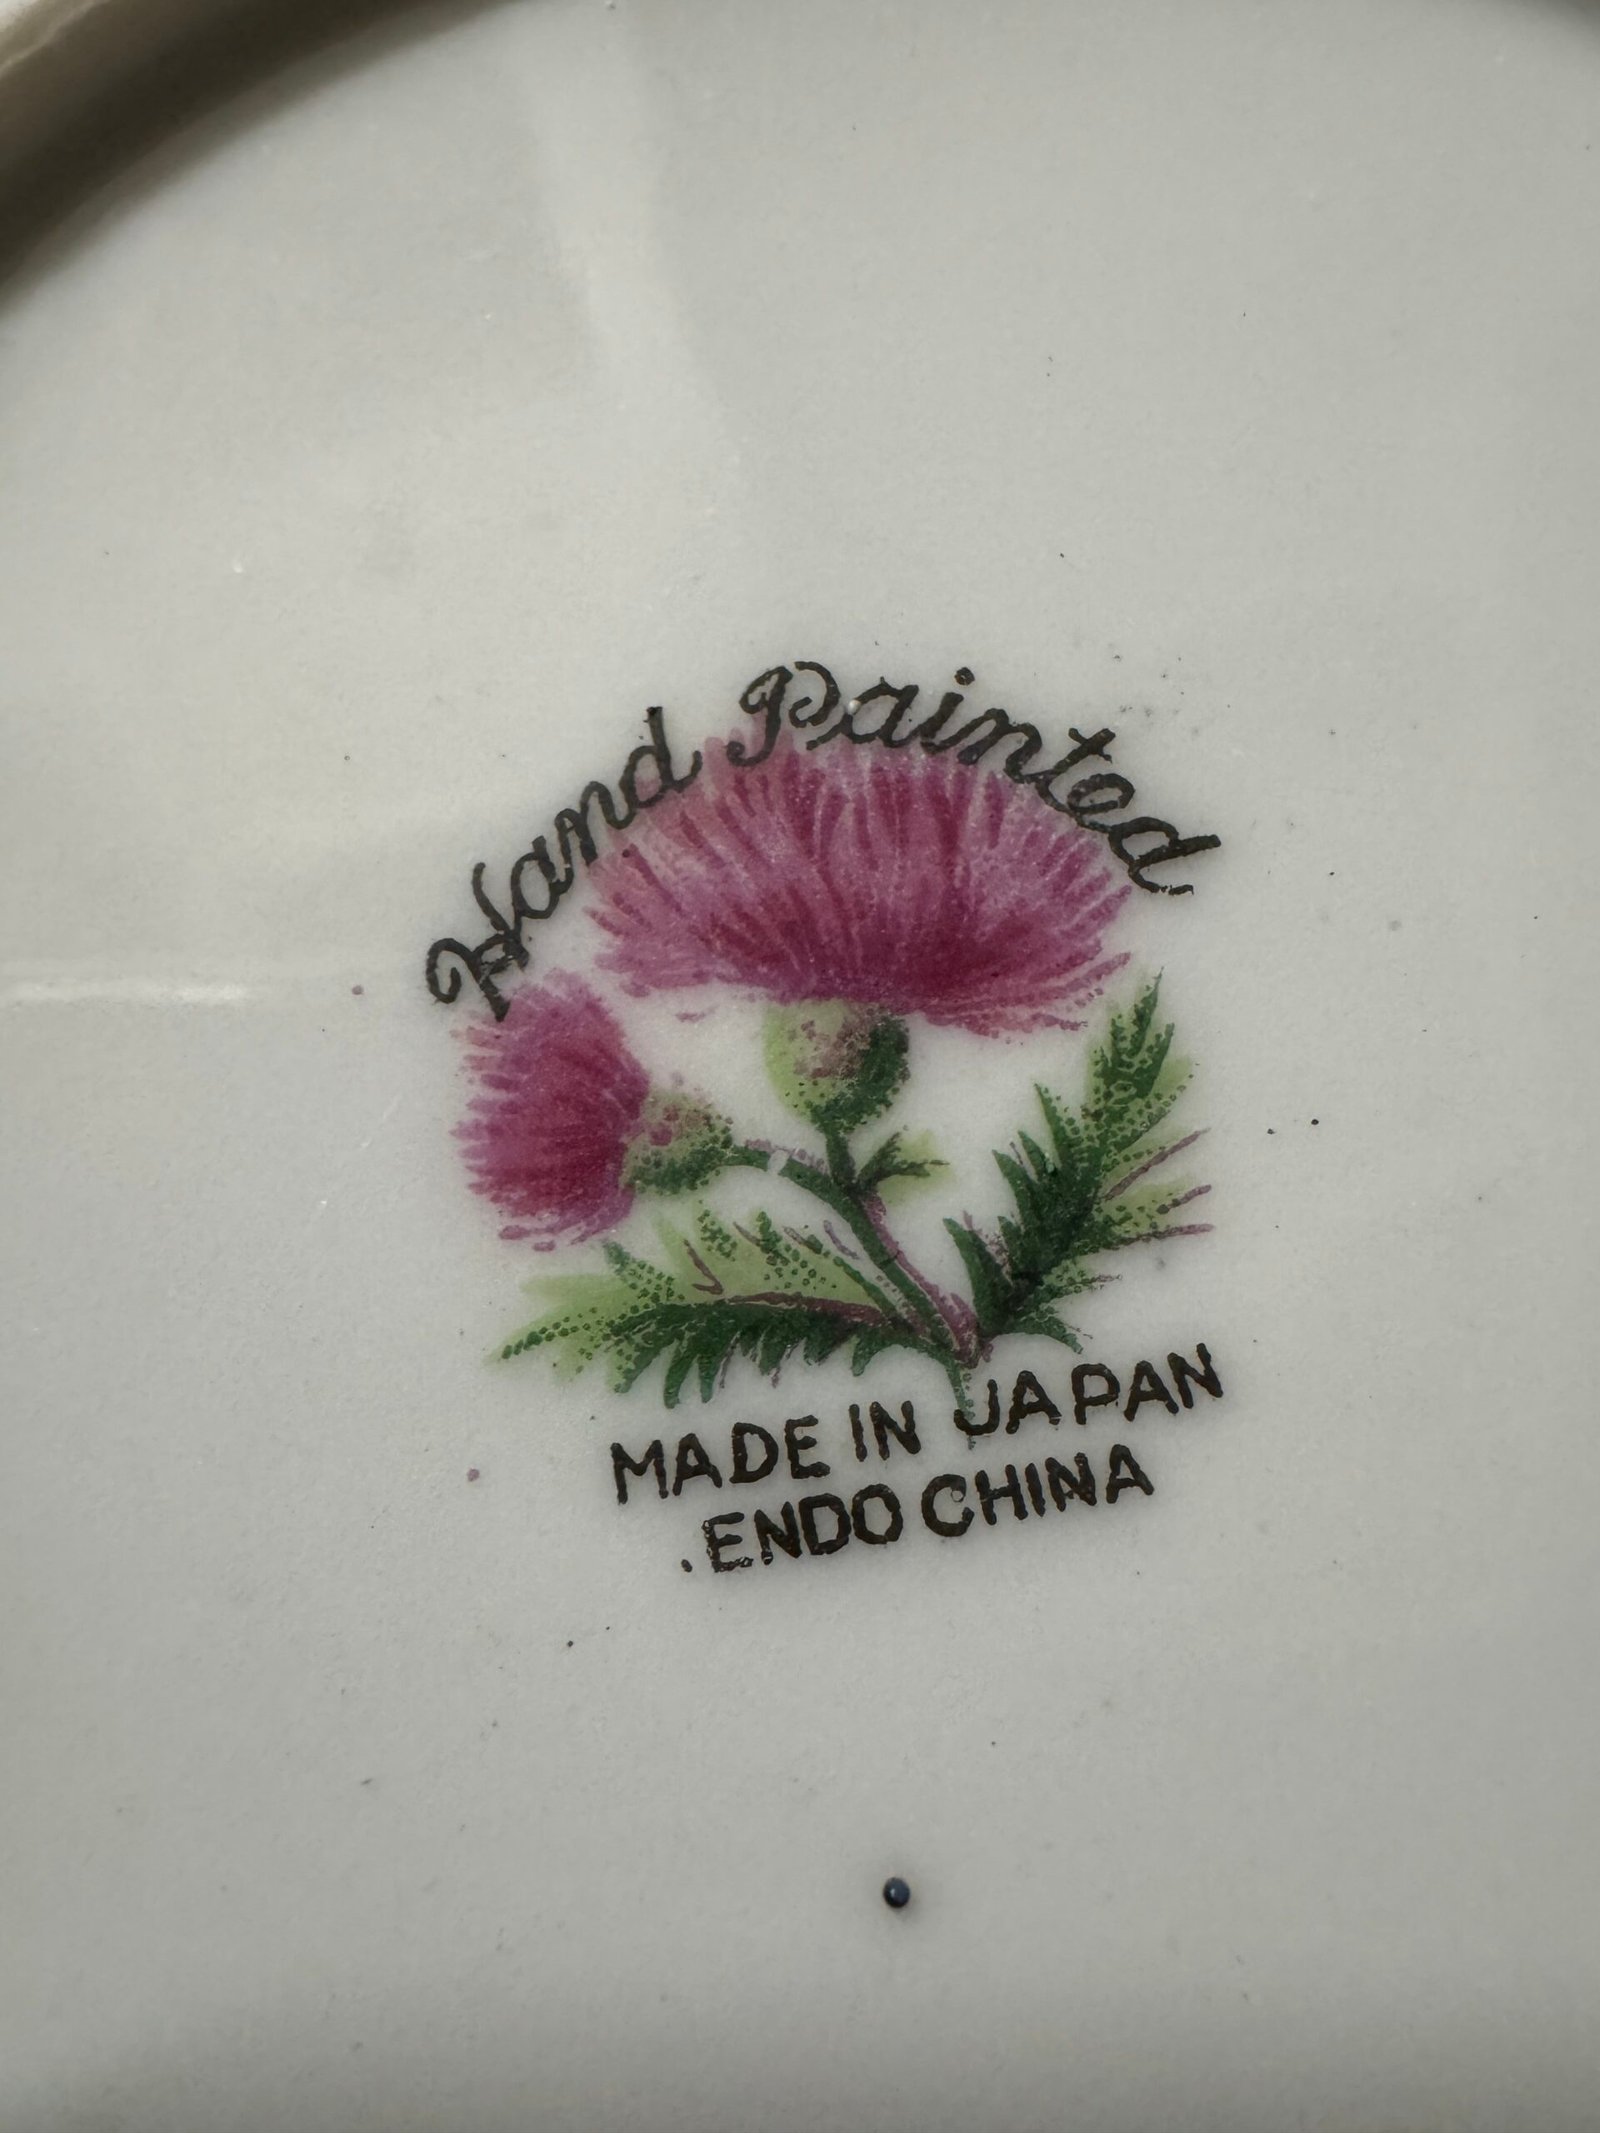 Hand Painted
MADE IN JAPAN
.ENDO CHINA